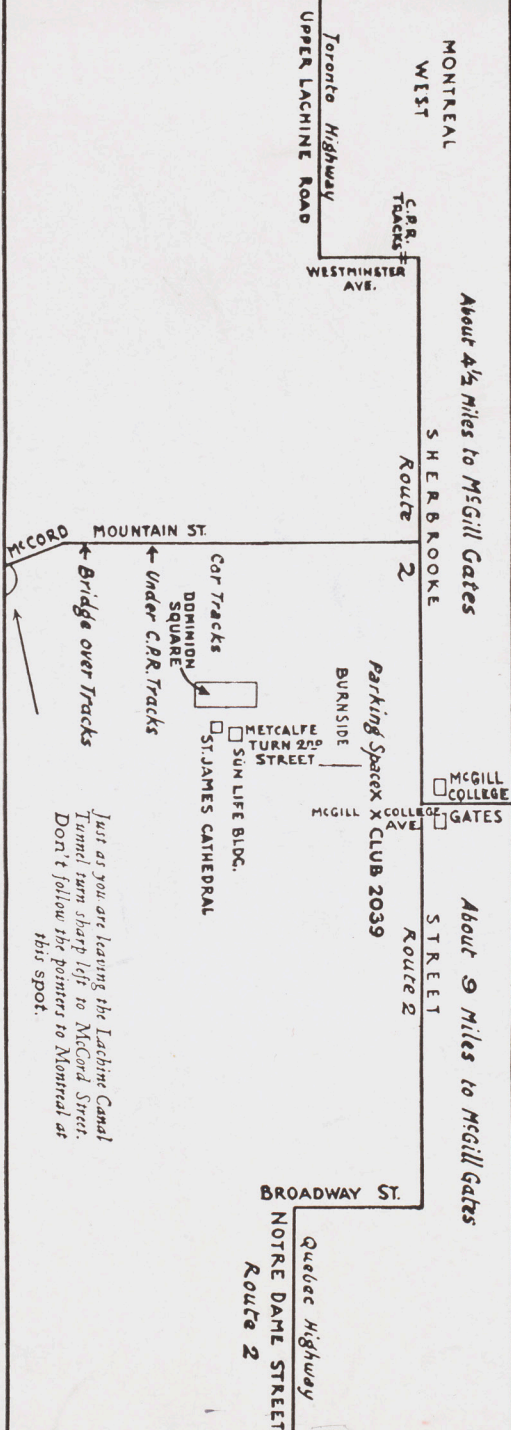 MONTREAL
WEST
Toronto Highway
UPPER LACHINE ROAD
C.P.R.
TRACKS
WESTMINSTER
AVE.
About 4½ Miles to McGill Gates
SHERBROOKE
Route 2
McCORD
MOUNTAIN ST.
Bridge over Tracks
Under C.P.R. Tracks
Car Tracks
DOMINION
SQUARE
BURNSIDE
Parking Space X
X CLUB 2039
METCALFE
TURN 2ND
STREET
SUN LIFE BLDG.
ST. JAMES CATHEDRAL
McGILL
COLLEGE
GATES
McGILL COLLEGE
AVE.
STREET
Route 2
About 9 Miles to McGill Gates
Just as you are leaving the Lachine Canal
Tunnel turn sharp left to McCord Street.
Don't follow the pointers to Montreal at
this spot.
BROADWAY ST.
Quebec Highway
NOTRE DAME STREET
Route 2